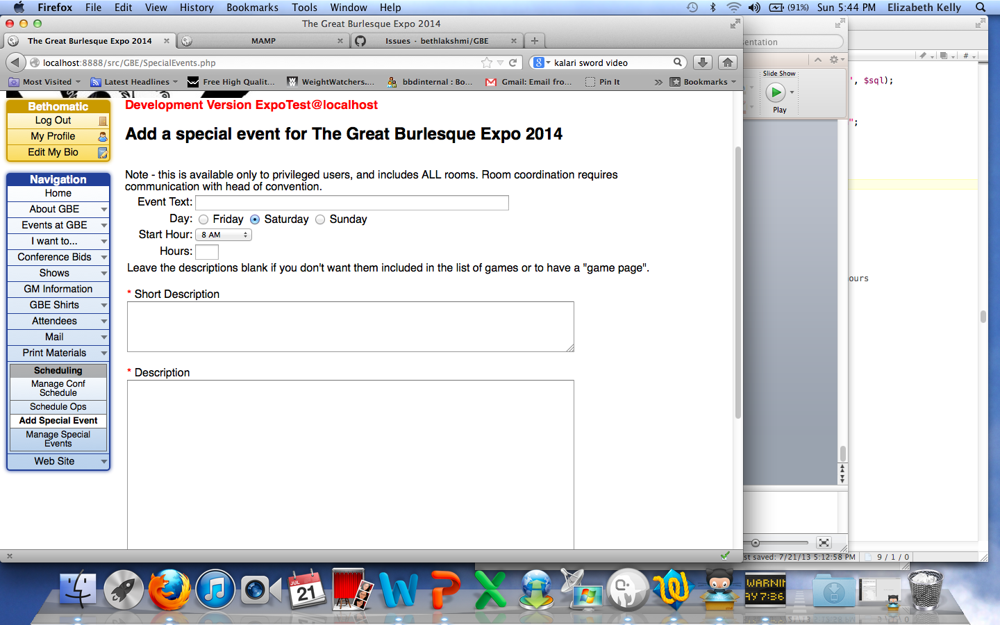 Firefox File Edit View History Bookmarks Tools Window Help (91%) Sun 5:44 PM Elizabeth Kelly
The Great Burlesque Expo 2014
The Great Burlesque Expo 2014 MAMP Issues · bethlakshmi/GBE
localhost:8888/src/GBE/SpecialEvents.php kalari sword video
Most Visited Latest Headlines Free High Qualit... WeightWatchers.... bbdinternal : Bo... Gmail: Email fro... Pin It » Bookmarks
Bethomatic
Log Out
My Profile
Edit My Bio
Navigation
Home
About GBE
Events at GBE
I want to...
Conference Bids
Shows
GM Information
GBE Shirts
Attendees
Mail
Print Materials
Scheduling
Manage Conf
Schedule
Schedule Ops
Add Special Event
Manage Special
Events
Web Site
Development Version ExpoTest@localhost
Add a special event for The Great Burlesque Expo 2014
Note - this is available only to privileged users, and includes ALL rooms. Room coordination requires
communication with head of convention.
Event Text:
Day: Friday Saturday Sunday
Start Hour: 8 AM
Hours:
Leave the descriptions blank if you don't want them included in the list of games or to have a "game page".
* Short Description
* Description
entation
Slide Show
Play
#
', $sql);
";
ours
st saved: 7/21/13 5:12:58 PM 9 / 1 / 0
JUL
21
WARNIN
AY 7:36